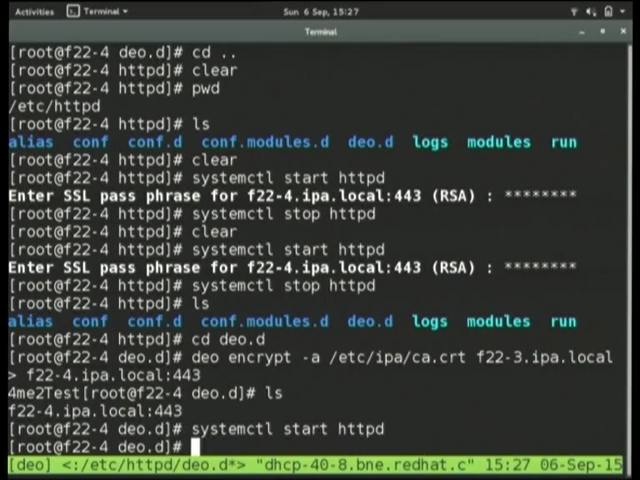 Activities Terminal Sun 6 Sep, 15:27
Terminal
[root@f22-4 deo.d]# cd ..
[root@f22-4 httpd]# clear
[root@f22-4 httpd]# pwd
/etc/httpd
[root@f22-4 httpd]# ls
alias conf conf.d conf.modules.d deo.d logs modules run
[root@f22-4 httpd]# clear
[root@f22-4 httpd]# systemctl start httpd
Enter SSL pass phrase for f22-4.ipa.local:443 (RSA) : ********
[root@f22-4 httpd]# systemctl stop httpd
[root@f22-4 httpd]# clear
[root@f22-4 httpd]# systemctl start httpd
Enter SSL pass phrase for f22-4.ipa.local:443 (RSA) : ********
[root@f22-4 httpd]# systemctl stop httpd
[root@f22-4 httpd]# ls
alias conf conf.d conf.modules.d deo.d logs modules run
[root@f22-4 httpd]# cd deo.d
[root@f22-4 deo.d]# deo encrypt -a /etc/ipa/ca.crt f22-3.ipa.local
> f22-4.ipa.local:443
4me2Test[root@f22-4 deo.d]# ls
f22-4.ipa.local:443
[root@f22-4 deo.d]# systemctl start httpd
[root@f22-4 deo.d]#
[deo] <:/etc/httpd/deo.d*> "dhcp-40-8.bne.redhat.c" 15:27 06-Sep-15